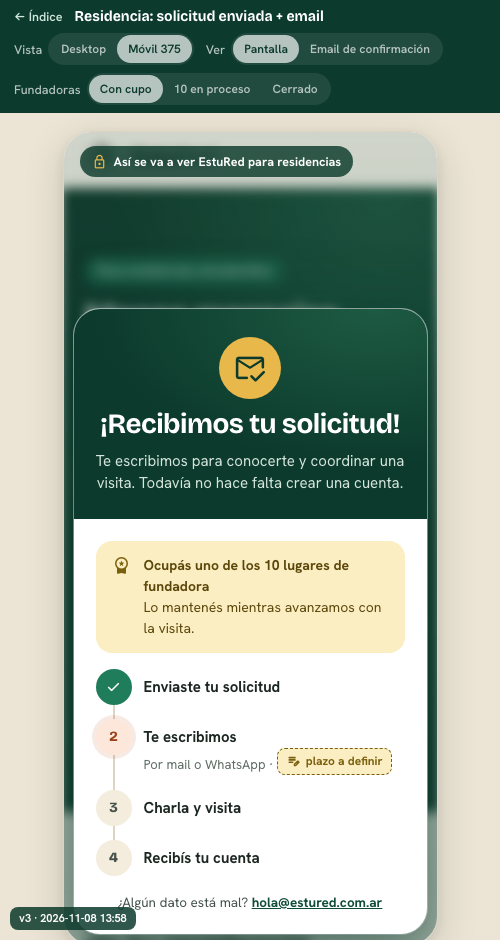 ← Índice Residencia: solicitud enviada + email
Vista Desktop Móvil 375 Ver Pantalla Email de confirmación
Fundadoras Con cupo 10 en proceso Cerrado
Así se va a ver EstuRed para residencias
¡Recibimos tu solicitud!
Te escribimos para conocerte y coordinar una
visita. Todavía no hace falta crear una cuenta.
Ocupás uno de los 10 lugares de
fundadora
Lo mantenés mientras avanzamos con
la visita.
Enviaste tu solicitud
2 Te escribimos
Por mail o WhatsApp · plazo a definir
3 Charla y visita
4 Recibís tu cuenta
¿Algún dato está mal? hola@estured.com.ar
v3 · 2026-11-08 13:58